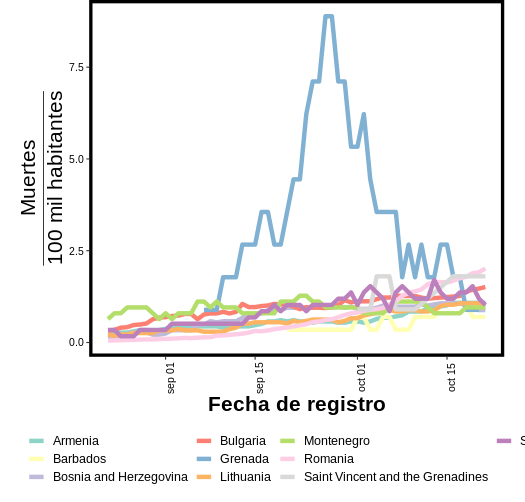 Muertes
100 mil habitantes
7.5
5.0
2.5
0.0
sep 01
sep 15
oct 01
oct 15
Fecha de registro
Armenia
Bulgaria
Montenegro
Barbados
Grenada
Romania
Bosnia and Herzegovina
Lithuania
Saint Vincent and the Grenadines